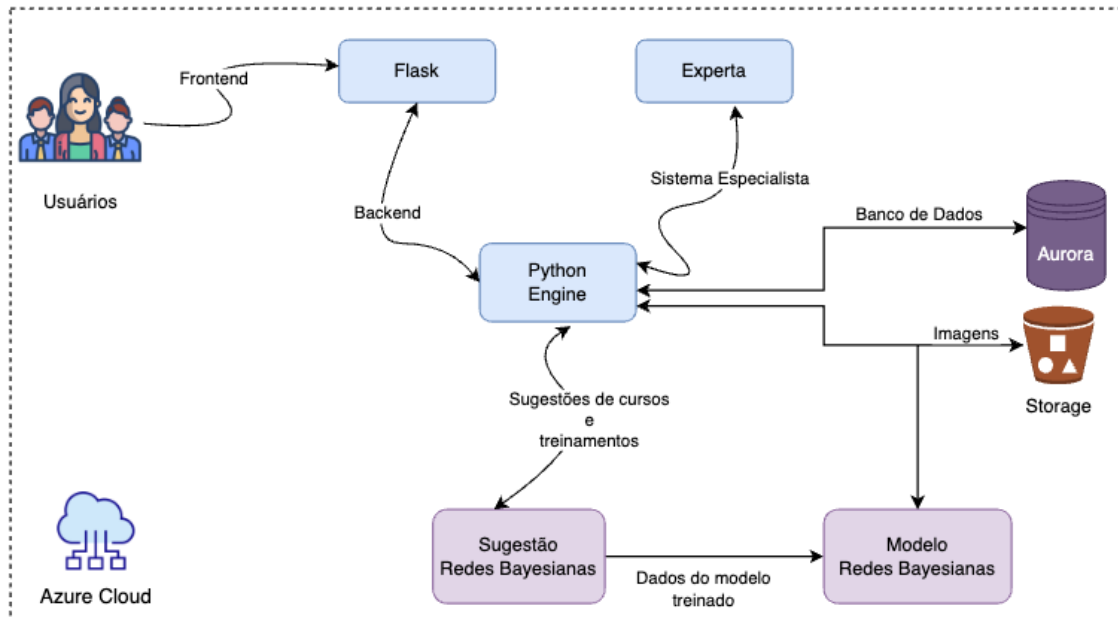 Flask
Experta
Frontend
Usuários
Sistema Especialista
Backend
Banco de Dados
Aurora
Python
Engine
Imagens
Storage
Sugestões de cursos
e
treinamentos
Sugestão
Redes Bayesianas
Modelo
Redes Bayesianas
Dados do modelo
treinado
Azure Cloud